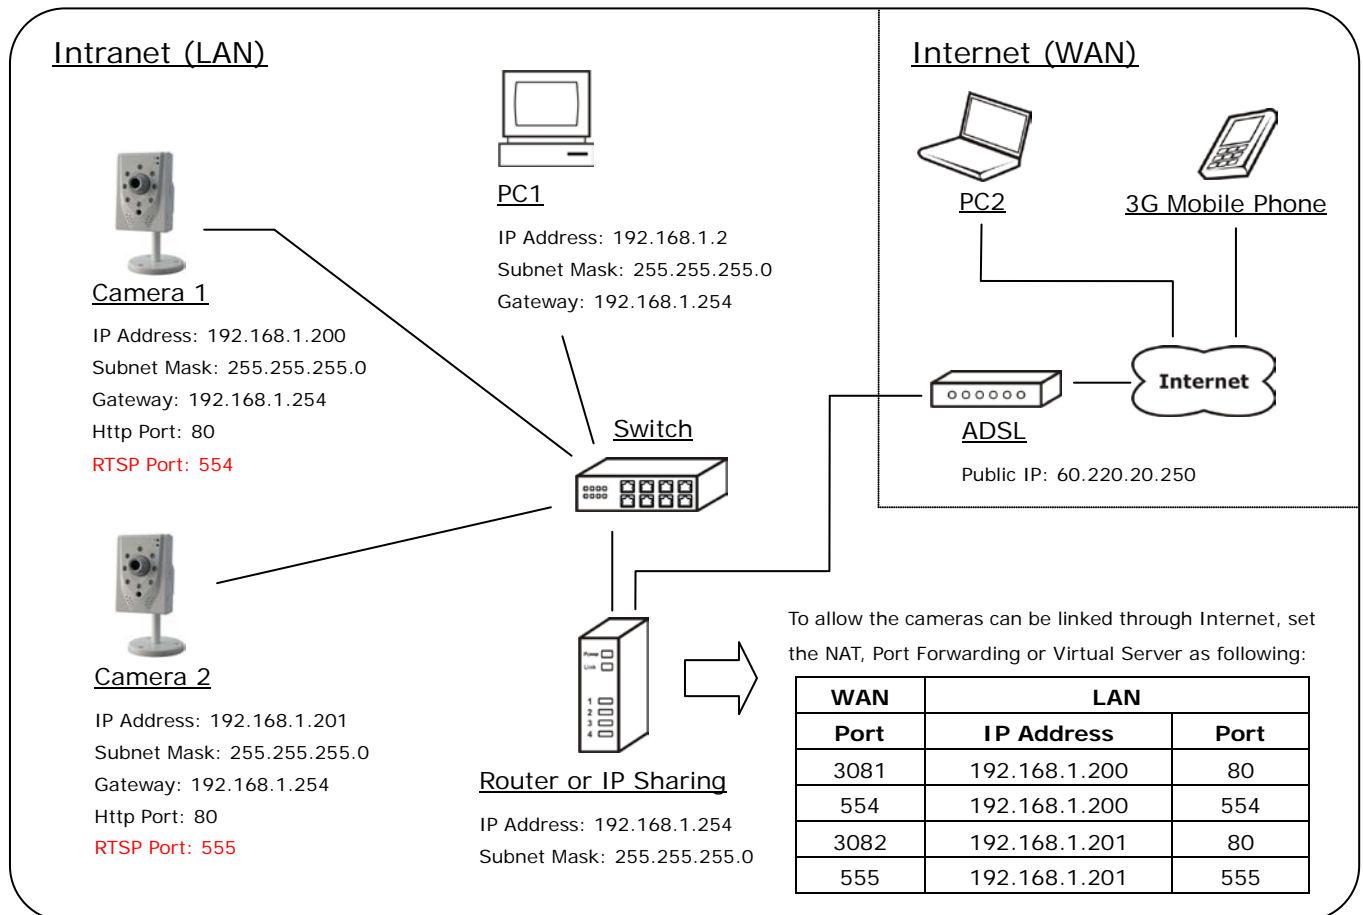 Intranet (LAN)
Internet (WAN)
PC1
IP Address: 192.168.1.2
Subnet Mask: 255.255.255.0
Gateway: 192.168.1.254
PC2
3G Mobile Phone
Camera 1
IP Address: 192.168.1.200
Subnet Mask: 255.255.255.0
Gateway: 192.168.1.254
Http Port: 80
RTSP Port: 554
Internet
Switch
ADSL
Public IP: 60.220.20.250
Camera 2
IP Address: 192.168.1.201
Subnet Mask: 255.255.255.0
Gateway: 192.168.1.254
Http Port: 80
RTSP Port: 555
Power
Link
1
2
3
4
Router or IP Sharing
IP Address: 192.168.1.254
Subnet Mask: 255.255.255.0
To allow the cameras can be linked through Internet, set
the NAT, Port Forwarding or Virtual Server as following:
WAN LAN
Port IP Address Port
3081 192.168.1.200 80
554 192.168.1.200 554
3082 192.168.1.201 80
555 192.168.1.201 555